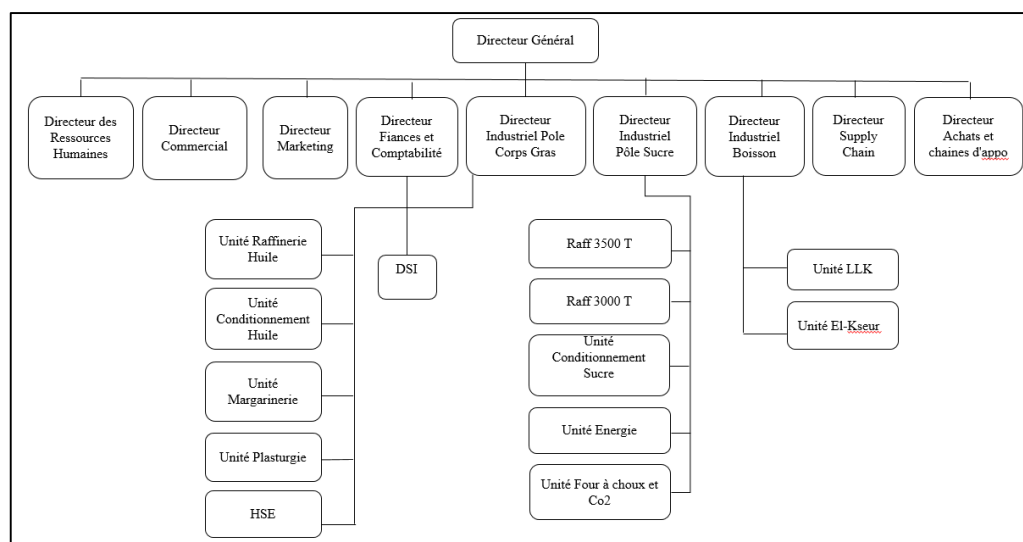 Directeur Général
Directeur des
Ressources
Humaines
Directeur
Commercial
Directeur
Marketing
Directeur
Fiances et
Comptabilité
Directeur
Industriel Pole
Corps Gras
Directeur
Industriel
Pôle Sucre
Directeur
Industriel
Boisson
Directeur
Supply
Chain
Directeur
Achats et
chaines d'appo
Unité Raffinerie
Huile
Unité
Conditionnement
Huile
Unité
Margarinerie
Unité Plasturgie
HSE
DSI
Raff 3500 T
Raff 3000 T
Unité
Conditionnement
Sucre
Unité Energie
Unité Four à choux et
Co2
Unité LLK
Unité El-Kseur